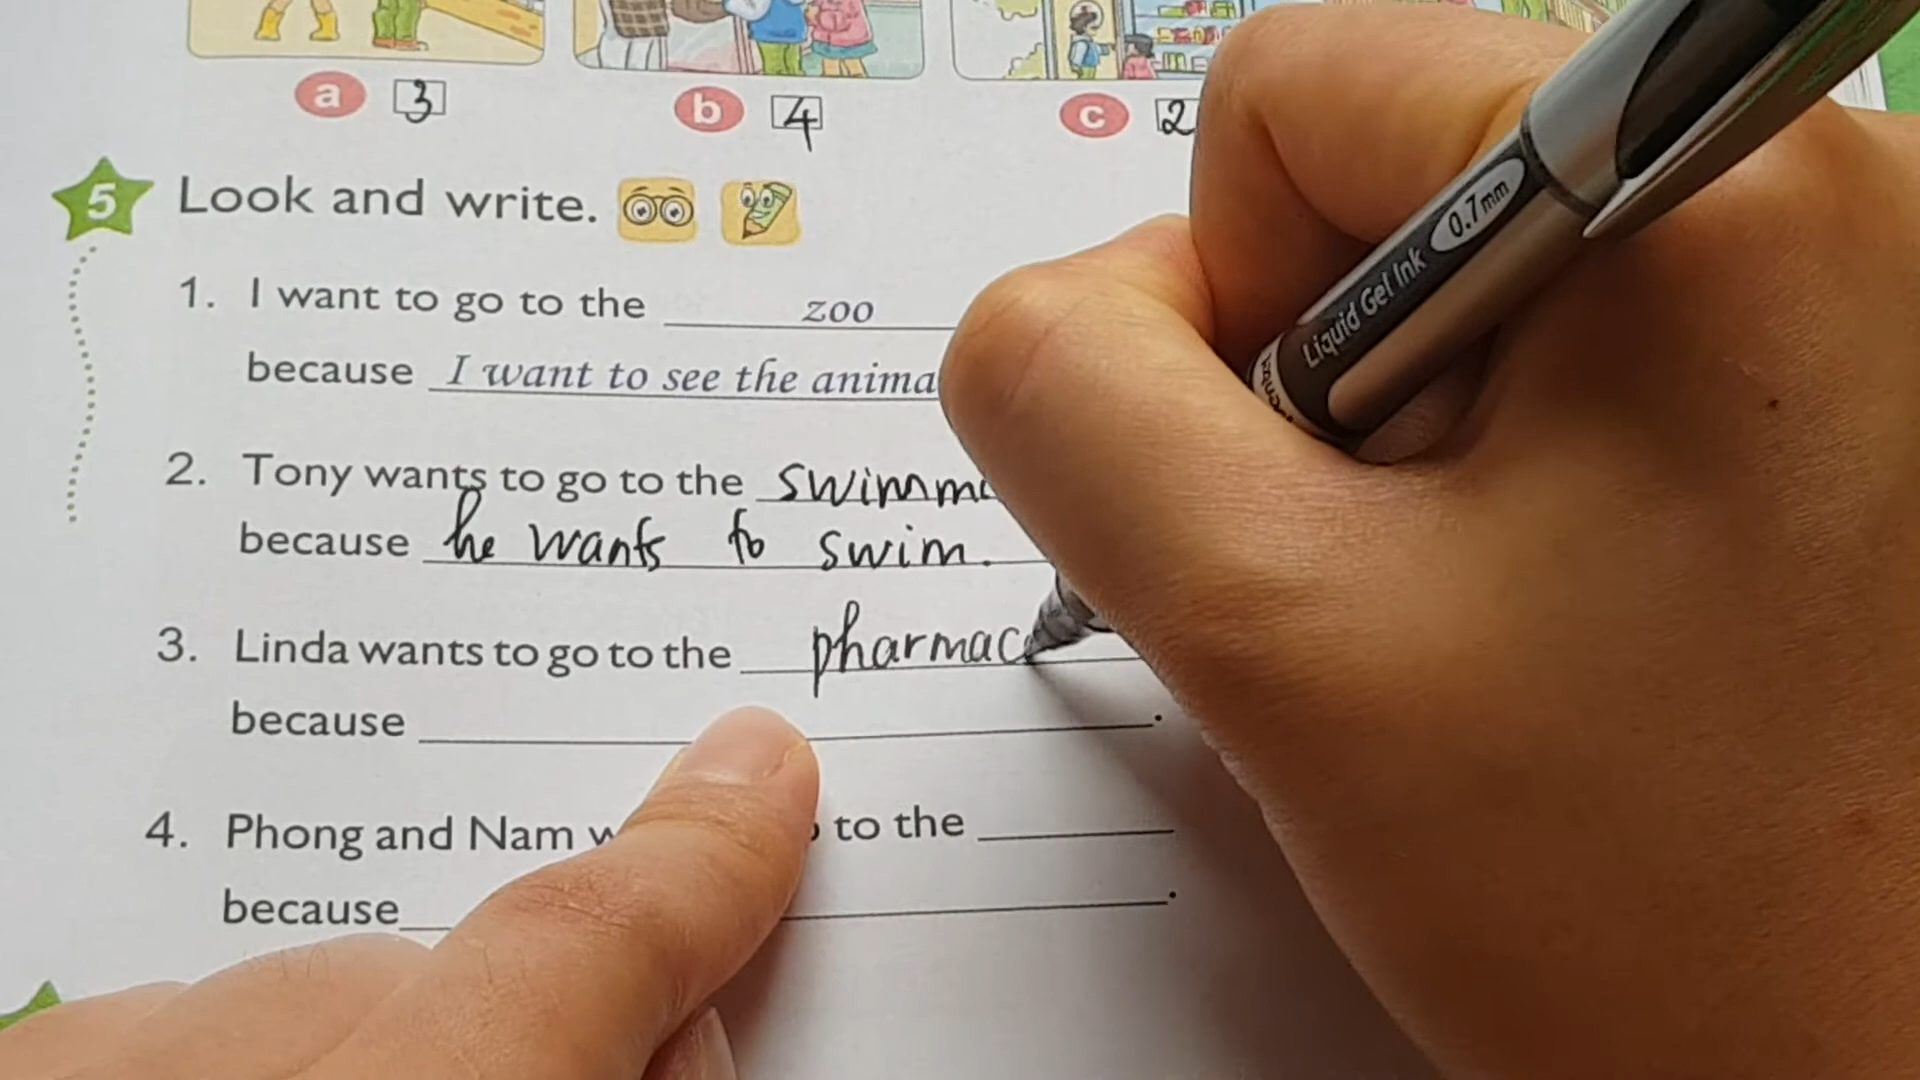 a 3 b 4 c 2
5 Look and write.
1. I want to go to the zoo
because I want to see the
2. Tony wants to go to the
because he wants to swim.
3. Linda wants to go to the pharmac
because .
4. Phong and Nam to the
because .
Liquid Gel Ink 0.7mm